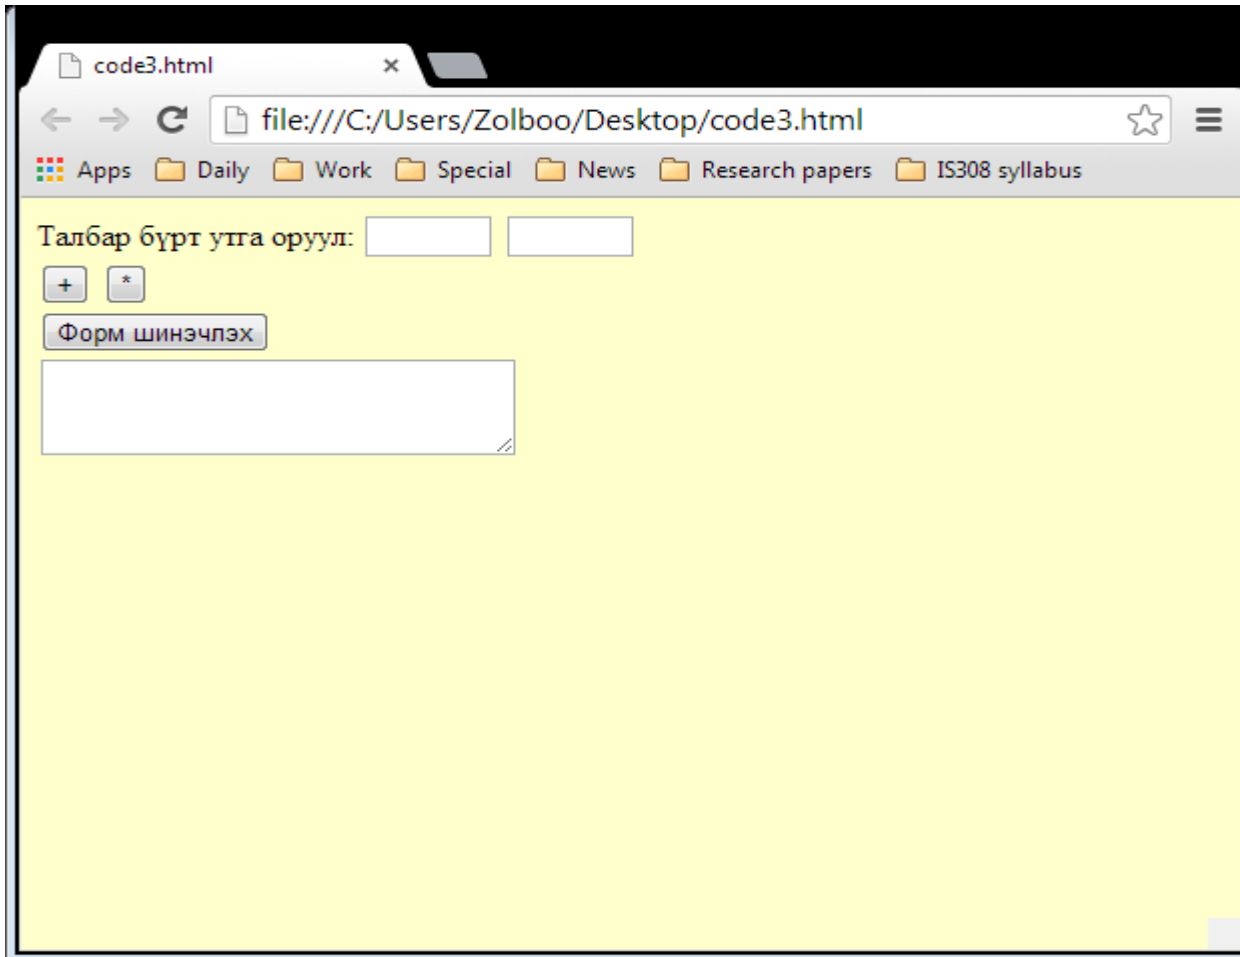 code3.html
file:///C:/Users/Zolboo/Desktop/code3.html
Apps Daily Work Special News Research papers IS308 syllabus
Талбар бүрт утга оруул:
+ *
Форм шинэчлэх